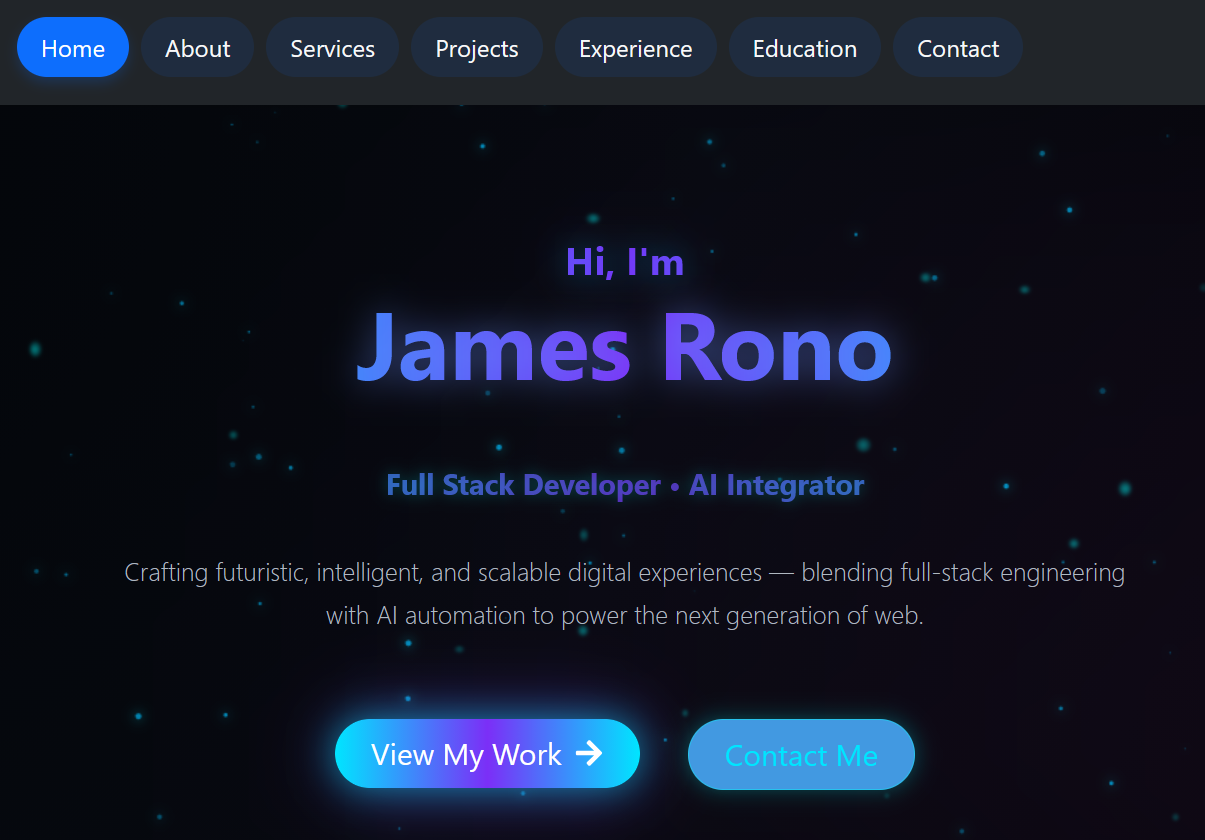 Home About Services Projects Experience Education Contact
Hi, I'm
James Rono
Full Stack Developer • AI Integrator
Crafting futuristic, intelligent, and scalable digital experiences — blending full-stack engineering
with AI automation to power the next generation of web.
View My Work → Contact Me